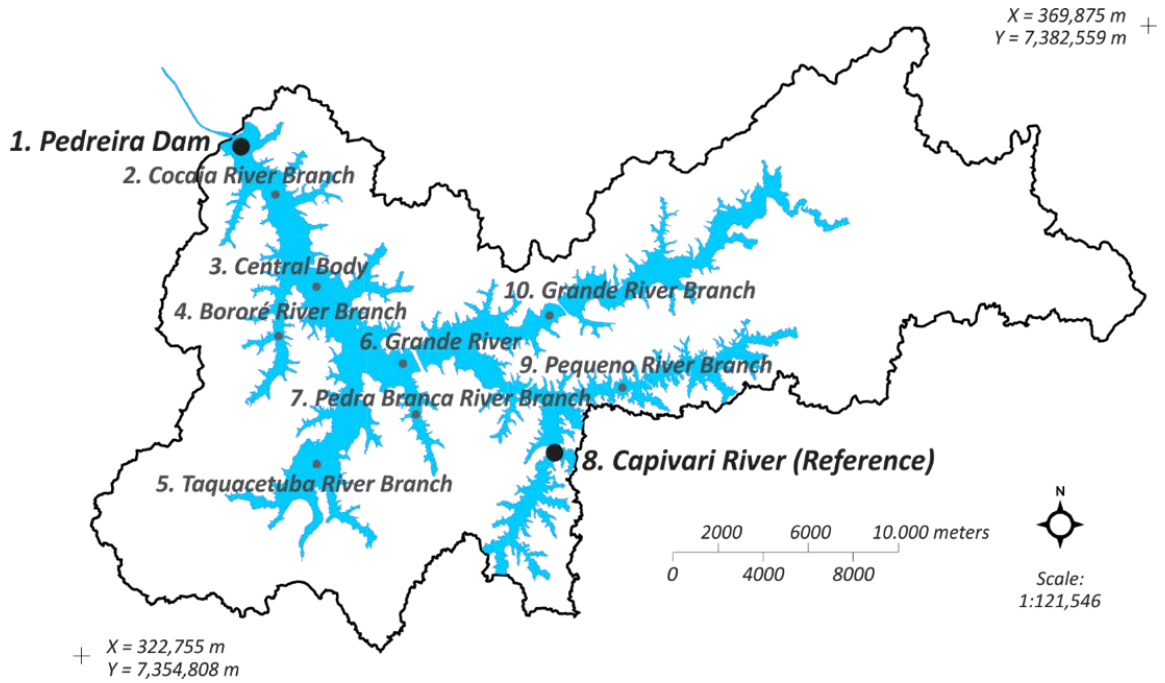 X = 369,875 m
Y = 7,382,559 m
1. Pedreira Dam
2. Cocaia River Branch
3. Central Body
10. Grande River Branch
4. Bororé River Branch
6. Grande River
9. Pequeno River Branch
7. Pedra Branca River Branch
8. Capivari River (Reference)
5. Taquacetuba River Branch
N
2000 6000 10.000 meters
0 4000 8000
Scale:
1:121,546
X = 322,755 m
Y = 7,354,808 m